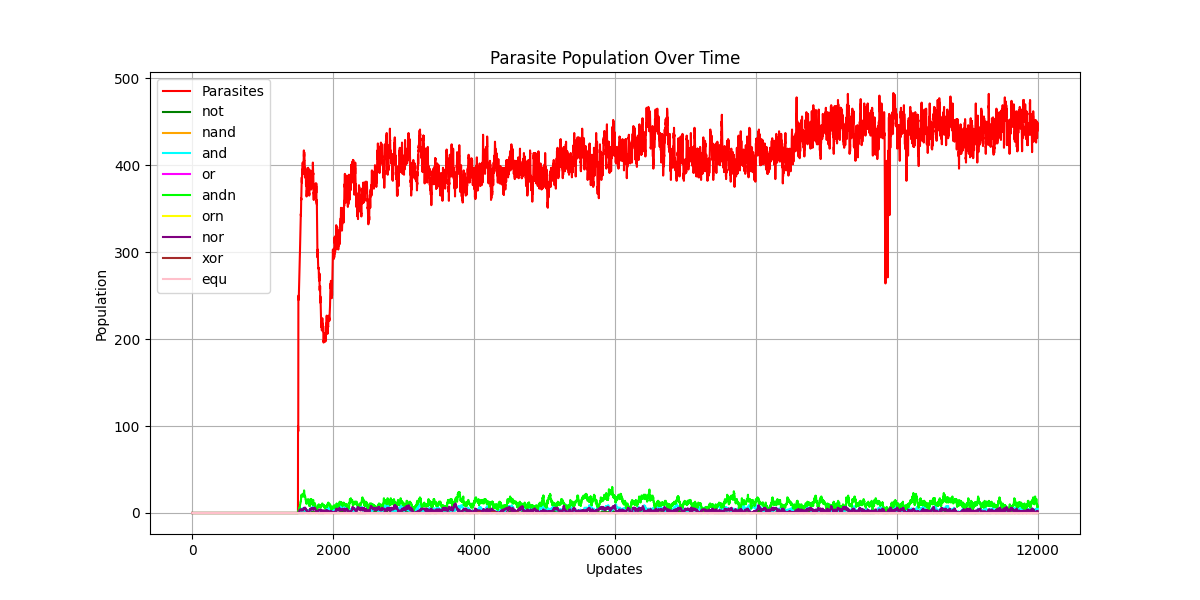 Parasite Population Over Time
500
400
300
200
100
0
Population
Parasites
not
nand
and
or
andn
orn
nor
xor
equ
0 2000 4000 6000 8000 10000 12000
Updates